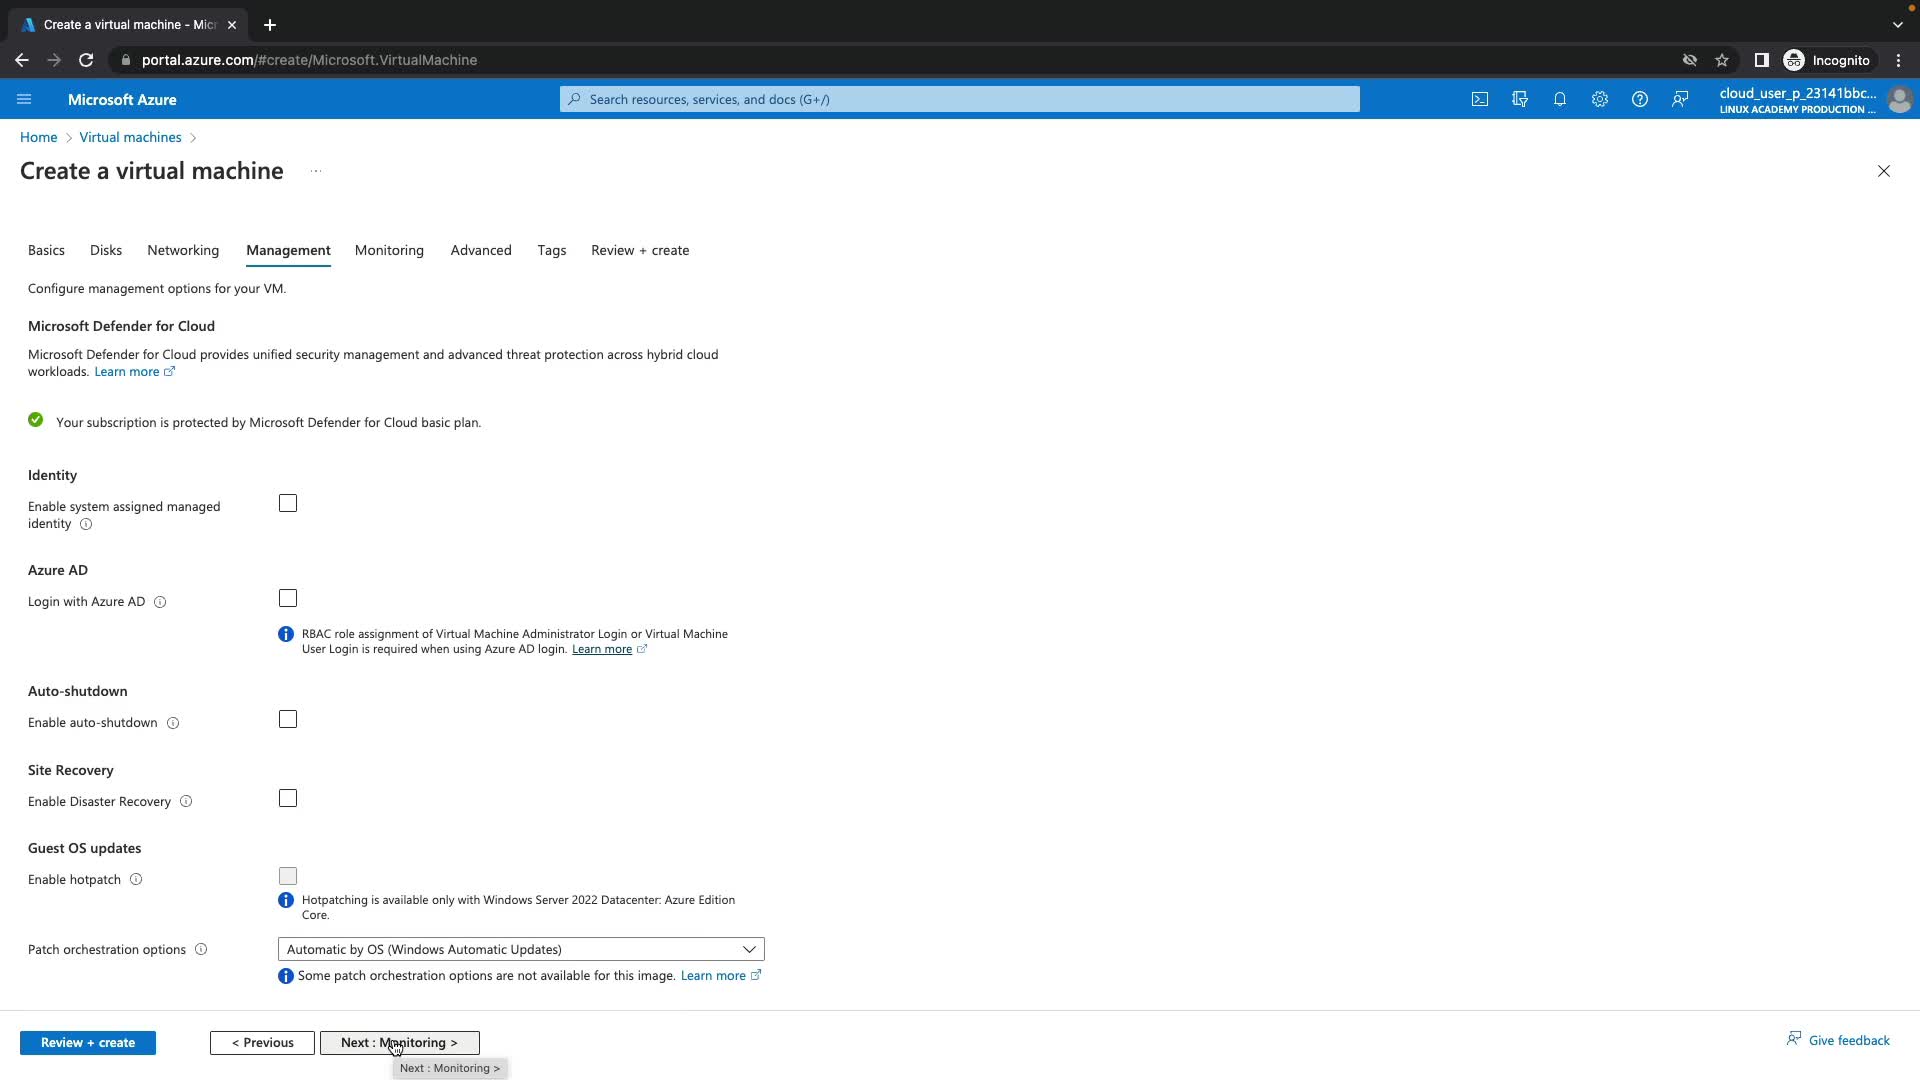 Create a virtual machine - Micr
portal.azure.com/#create/Microsoft.VirtualMachine
Incognito
Microsoft Azure
Search resources, services, and docs (G+/)
cloud_user_p_23141bbc...
LINUX ACADEMY PRODUCTION ...
Home > Virtual machines >
Create a virtual machine ...
Basics Disks Networking Management Monitoring Advanced Tags Review + create
Configure management options for your VM.
Microsoft Defender for Cloud
Microsoft Defender for Cloud provides unified security management and advanced threat protection across hybrid cloud
workloads. Learn more
Your subscription is protected by Microsoft Defender for Cloud basic plan.
Identity
Enable system assigned managed
identity
Azure AD
Login with Azure AD
RBAC role assignment of Virtual Machine Administrator Login or Virtual Machine
User Login is required when using Azure AD login. Learn more
Auto-shutdown
Enable auto-shutdown
Site Recovery
Enable Disaster Recovery
Guest OS updates
Enable hotpatch
Hotpatching is available only with Windows Server 2022 Datacenter: Azure Edition
Core.
Patch orchestration options
Automatic by OS (Windows Automatic Updates)
Some patch orchestration options are not available for this image. Learn more
Review + create
< Previous
Next : Monitoring >
Next : Monitoring >
Give feedback